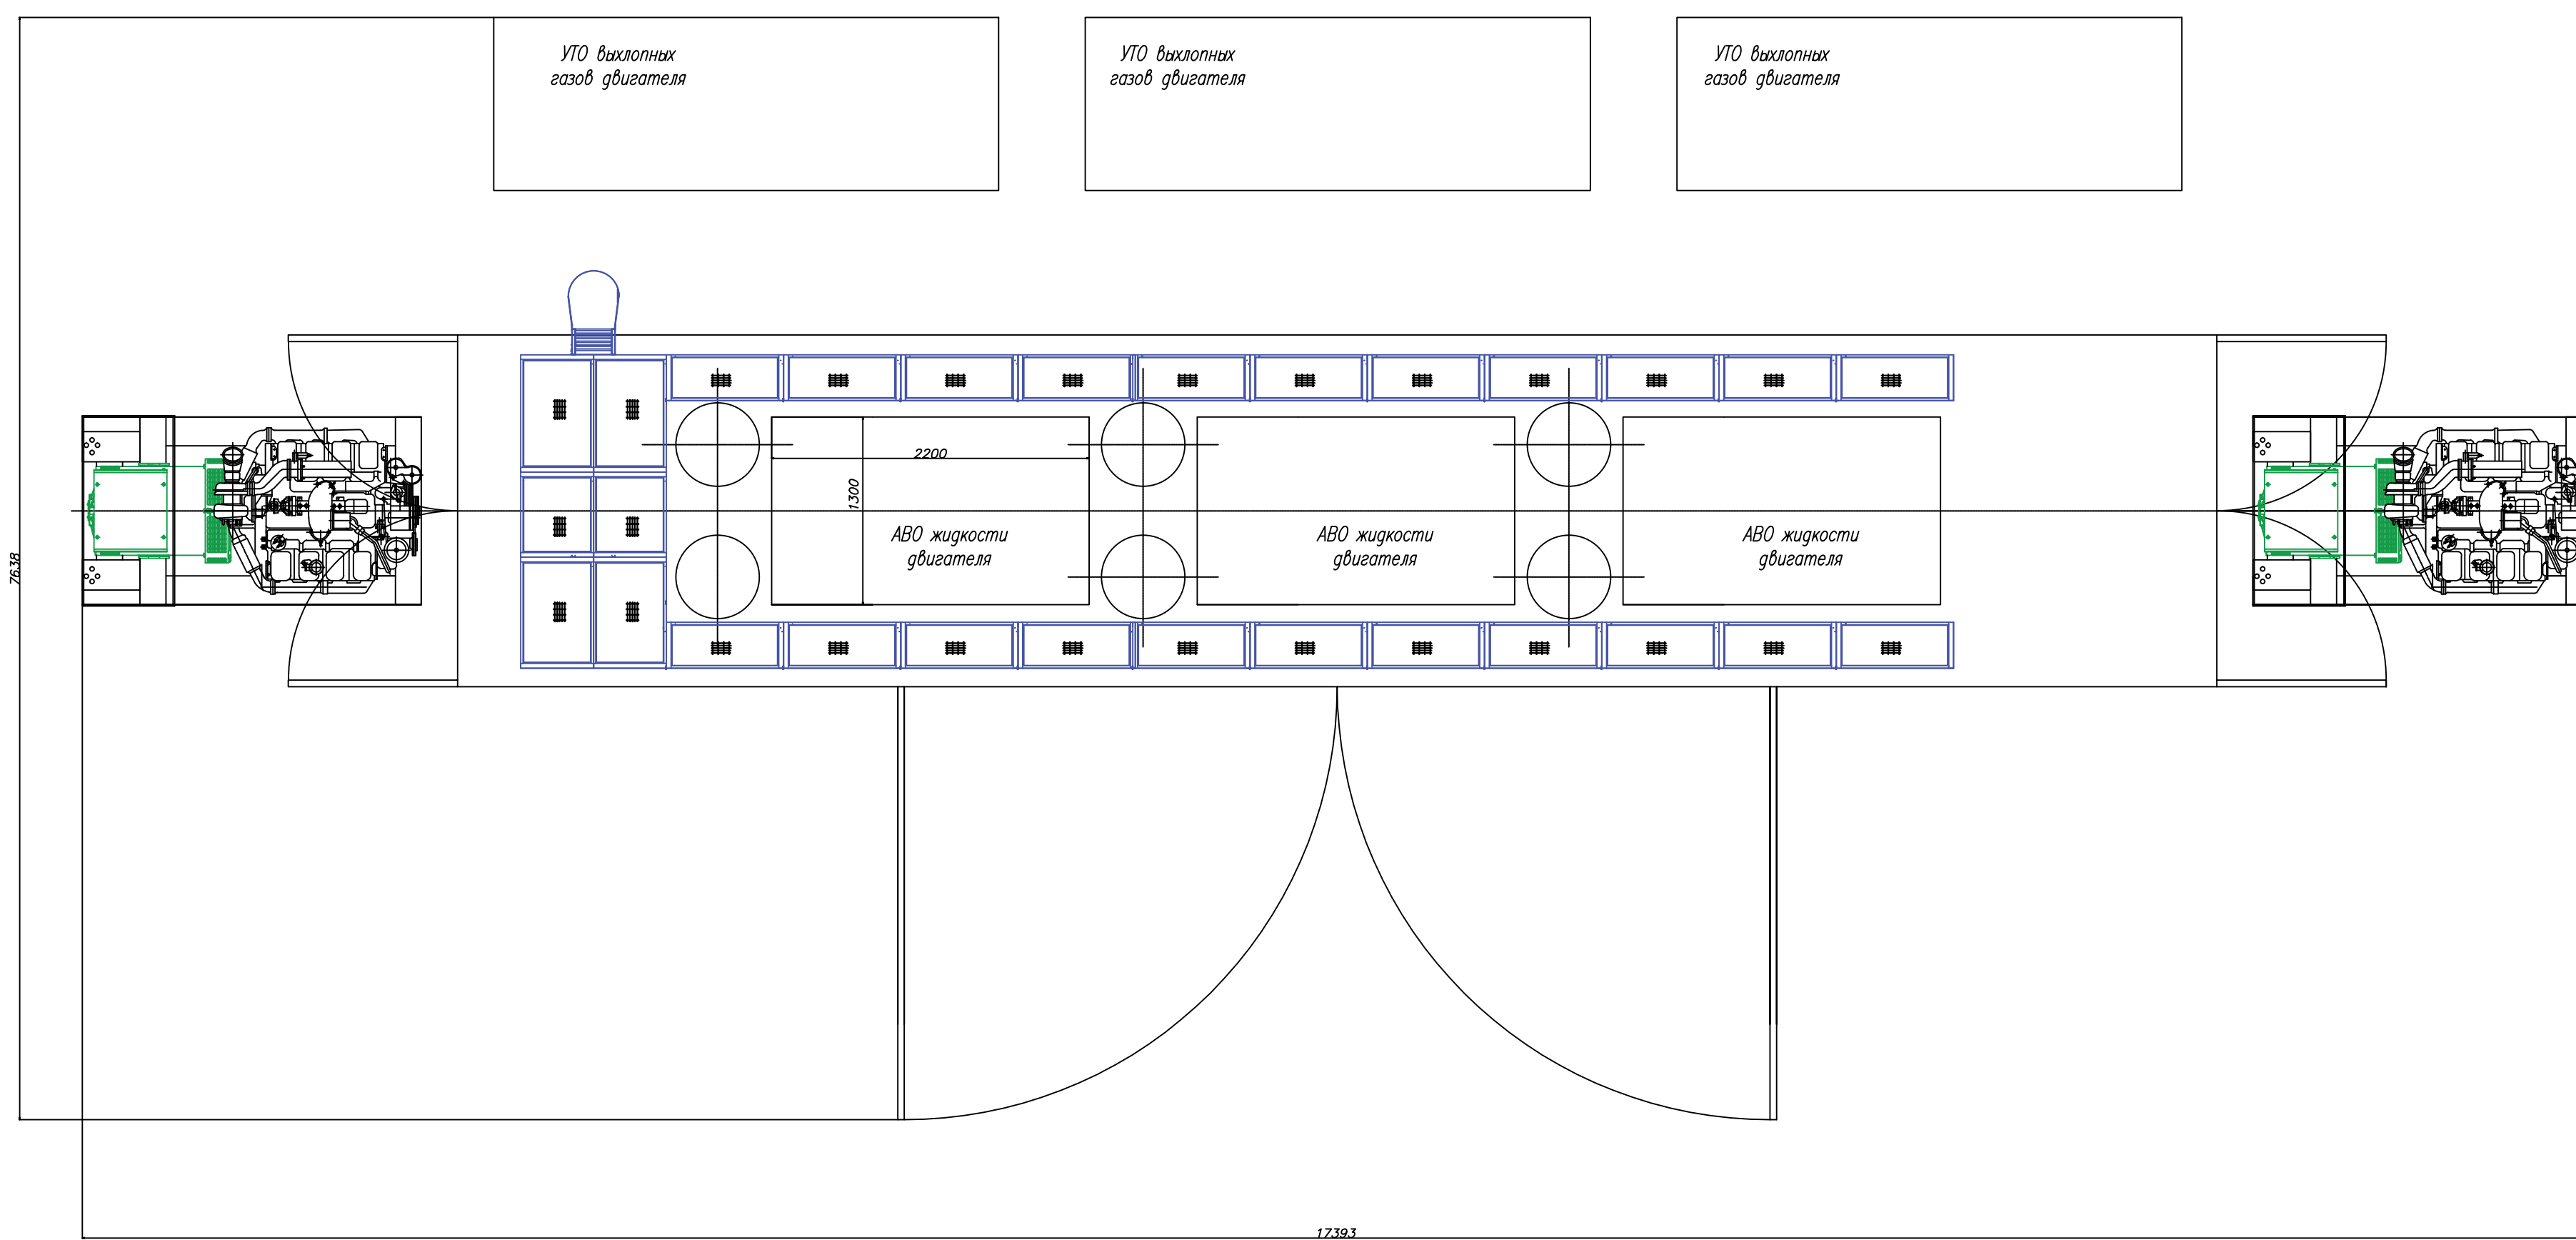 УТО выхлопных
газов двигателя
УТО выхлопных
газов двигателя
УТО выхлопных
газов двигателя
2200
1300
АВО жидкости
двигателя
АВО жидкости
двигателя
АВО жидкости
двигателя
7638
17393